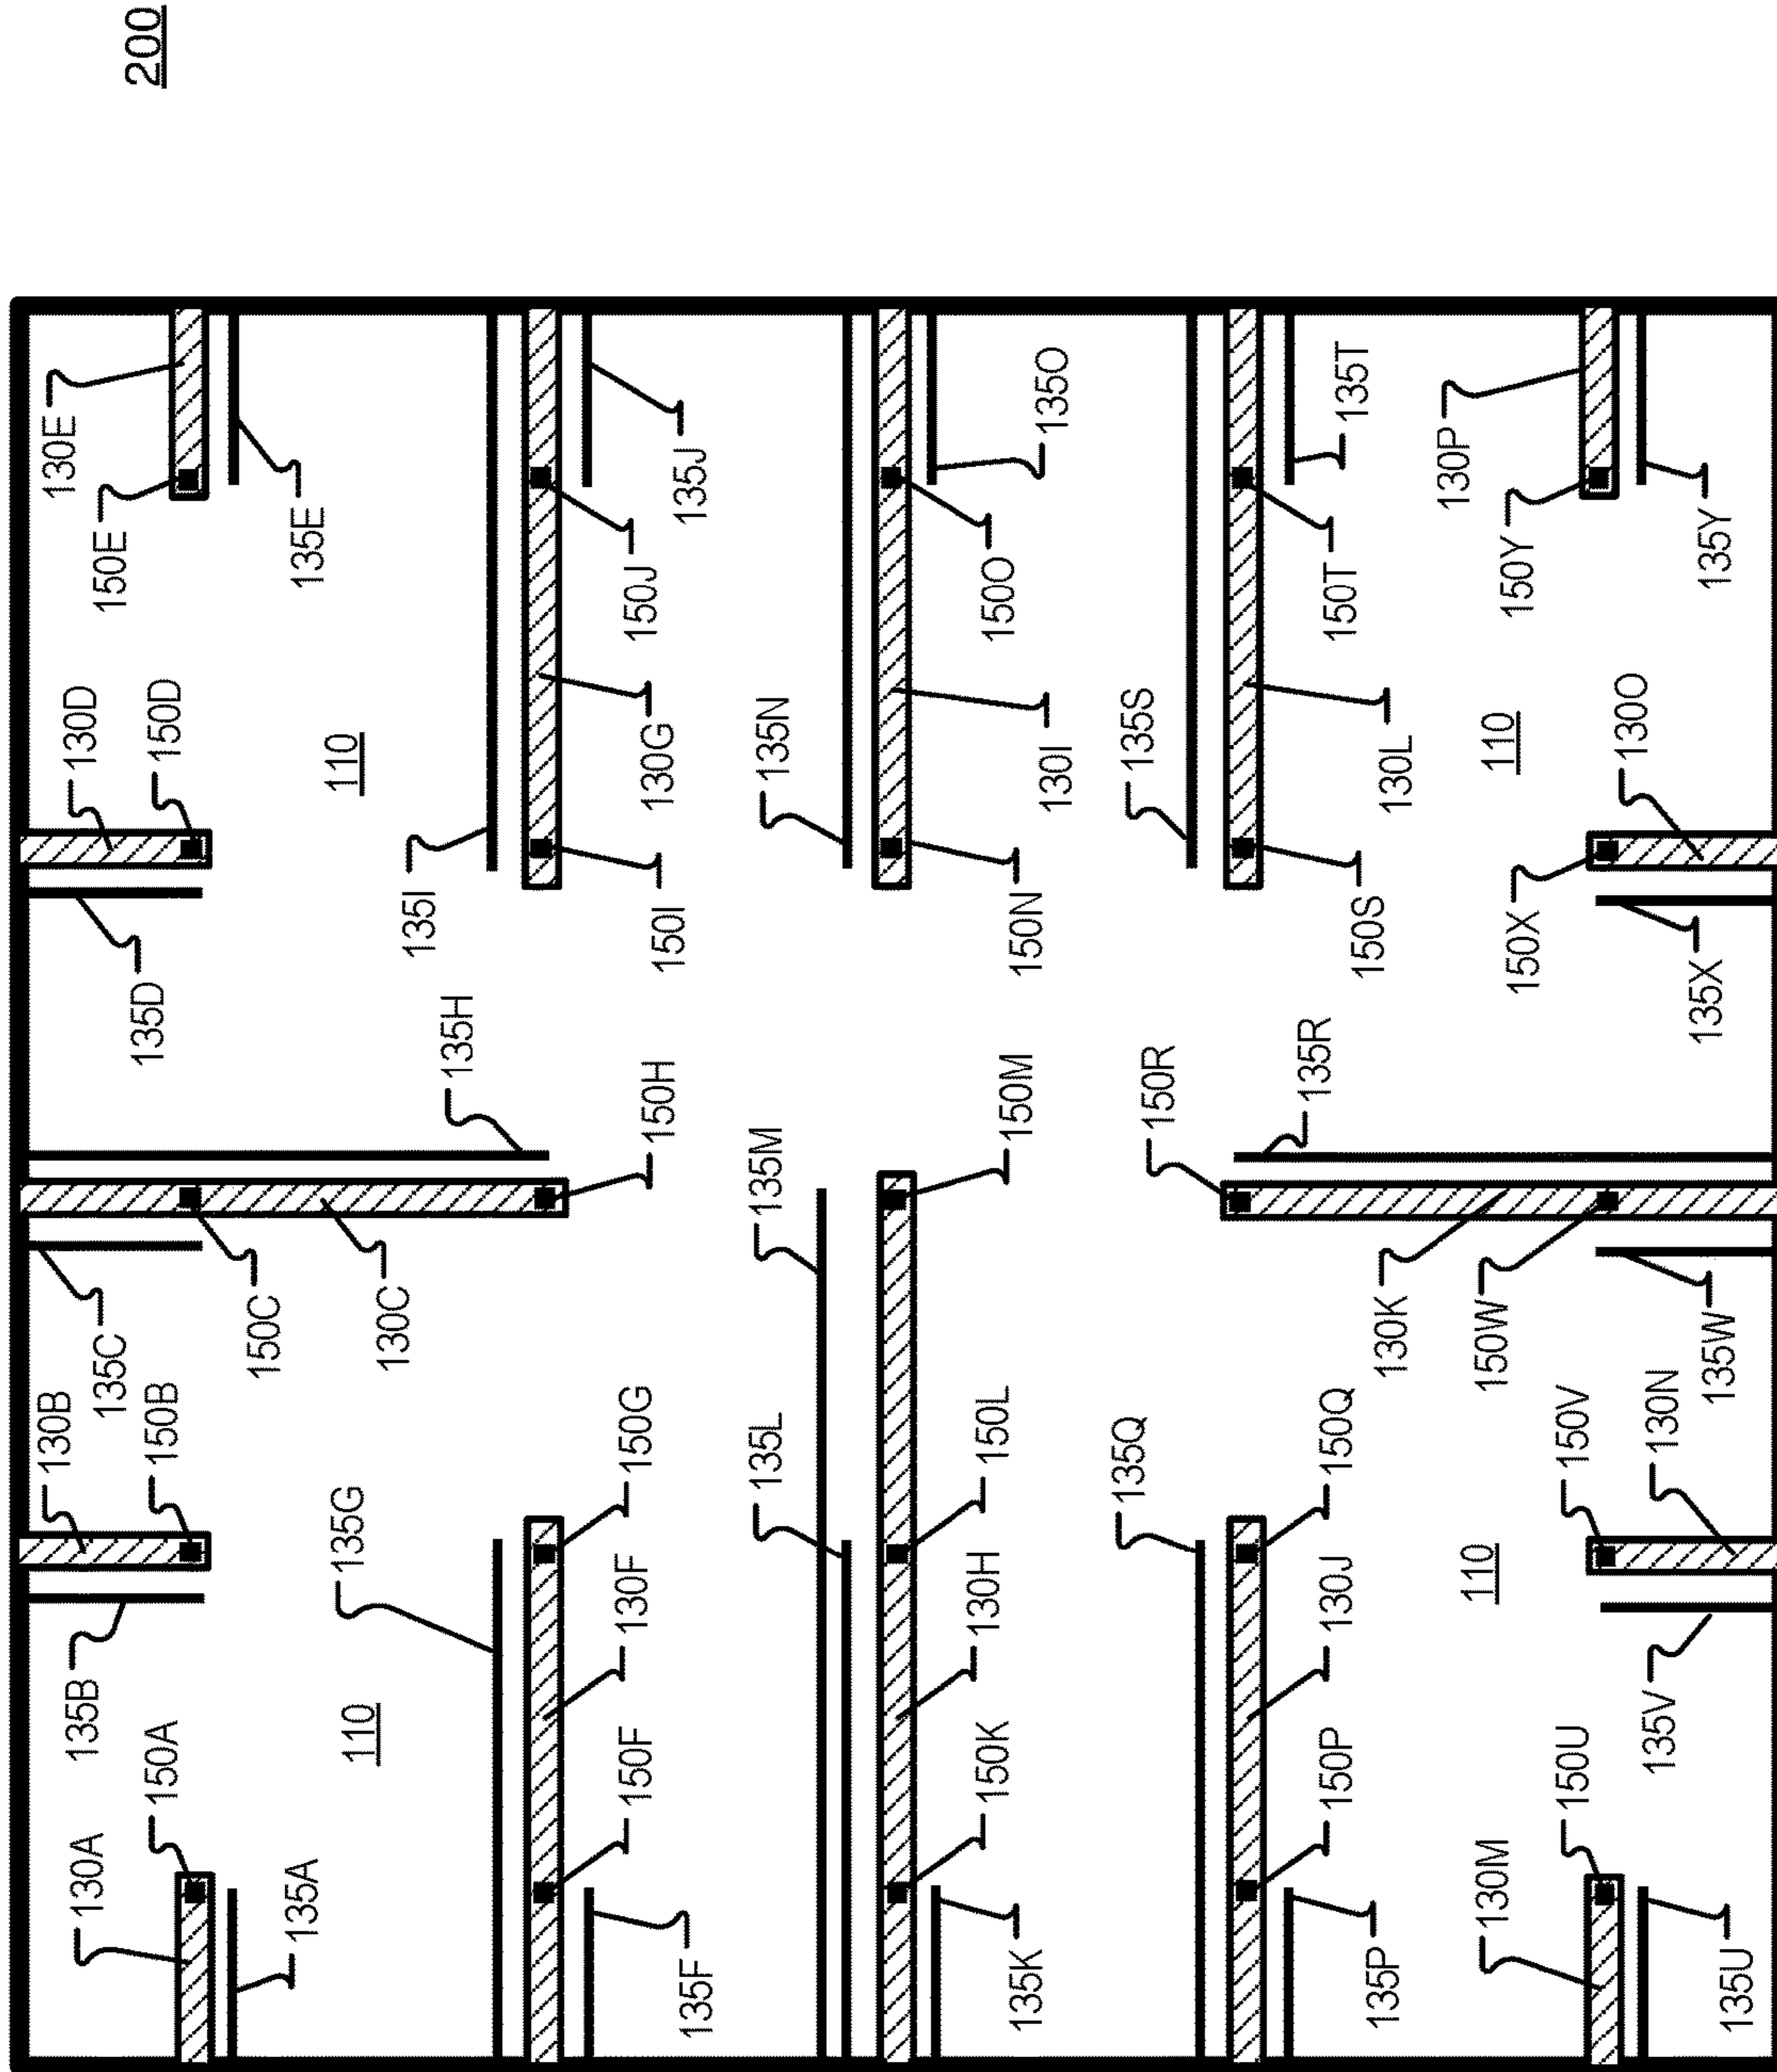 200
130A
150A
135B
130B
150B
135C
135D
130D
150D
150E
130E
135A
110
135G
150C
130C
135H
135I
110
135E
135F
150F
130F
150G
150H
150I
130G
150J
135J
135L
135M
135N
135K
150K
130H
150L
150M
150N
130I
150O
135O
135Q
150R
135S
135P
150P
130J
150Q
130K
135R
150S
130L
150T
135T
130M
150U
110
150V
150W
150X
110
150Y
130P
135U
135V
130N
135W
135X
130O
135Y